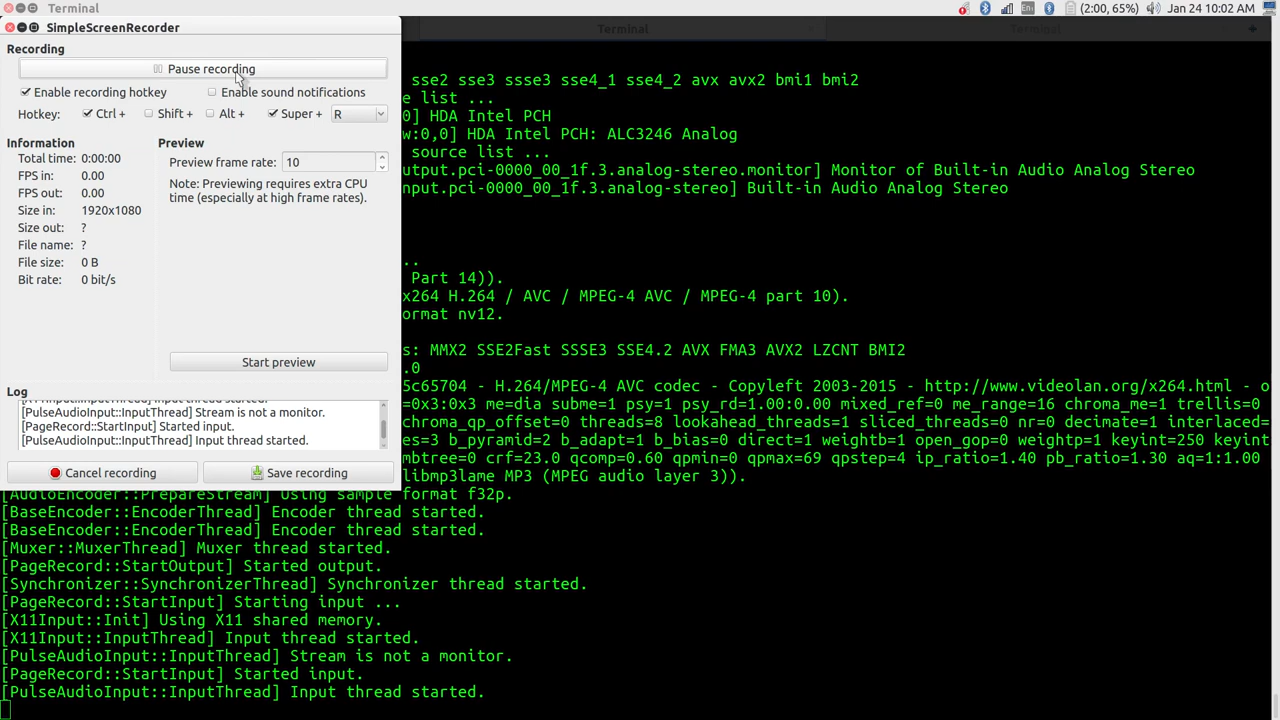 Terminal
En
(2:00, 65%)
Jan 24 10:02 AM
SimpleScreenRecorder
Terminal
Terminal
Recording
Pause recording
Enable recording hotkey
Enable sound notifications
Hotkey:
Ctrl +
Shift +
Alt +
Super +
R
Information
Total time: 0:00:00
FPS in: 0.00
FPS out: 0.00
Size in: 1920x1080
Size out: ?
File name: ?
File size: 0 B
Bit rate: 0 bit/s
Preview
Preview frame rate: 10
Note: Previewing requires extra CPU
time (especially at high frame rates).
Start preview
Log
[PulseAudioInput::InputThread] Stream is not a monitor.
[PageRecord::StartInput] Started input.
[PulseAudioInput::InputThread] Input thread started.
Cancel recording
Save recording
sse2 sse3 ssse3 sse4_1 sse4_2 avx avx2 bmi1 bmi2
e list ...
0] HDA Intel PCH
w:0,0] HDA Intel PCH: ALC3246 Analog
source list ...
utput.pci-0000_00_1f.3.analog-stereo.monitor] Monitor of Built-in Audio Analog Stereo
nput.pci-0000_00_1f.3.analog-stereo] Built-in Audio Analog Stereo
..
Part 14)).
x264 H.264 / AVC / MPEG-4 AVC / MPEG-4 part 10).
ormat nv12.
s: MMX2 SSE2Fast SSSE3 SSE4.2 AVX FMA3 AVX2 LZCNT BMI2
.0
5c65704 - H.264/MPEG-4 AVC codec - Copyleft 2003-2015 - http://www.videolan.org/x264.html - o
=0x3:0x3 me=dia subme=1 psy=1 psy_rd=1.00:0.00 mixed_ref=0 me_range=16 chroma_me=1 trellis=0
chroma_qp_offset=0 threads=8 lookahead_threads=1 sliced_threads=0 nr=0 decimate=1 interlaced=
es=3 b_pyramid=2 b_adapt=1 b_bias=0 direct=1 weightb=1 open_gop=0 weightp=1 keyint=250 keyint
mbtree=0 crf=23.0 qcomp=0.60 qpmin=0 qpmax=69 qpstep=4 ip_ratio=1.40 pb_ratio=1.30 aq=1:1.00
libmp3lame MP3 (MPEG audio layer 3)).
[AudioEncoder::PrepareStream] Using sample format f32p.
[BaseEncoder::EncoderThread] Encoder thread started.
[BaseEncoder::EncoderThread] Encoder thread started.
[Muxer::MuxerThread] Muxer thread started.
[PageRecord::StartOutput] Started output.
[Synchronizer::SynchronizerThread] Synchronizer thread started.
[PageRecord::StartInput] Starting input ...
[X11Input::Init] Using X11 shared memory.
[X11Input::InputThread] Input thread started.
[PulseAudioInput::InputThread] Stream is not a monitor.
[PageRecord::StartInput] Started input.
[PulseAudioInput::InputThread] Input thread started.